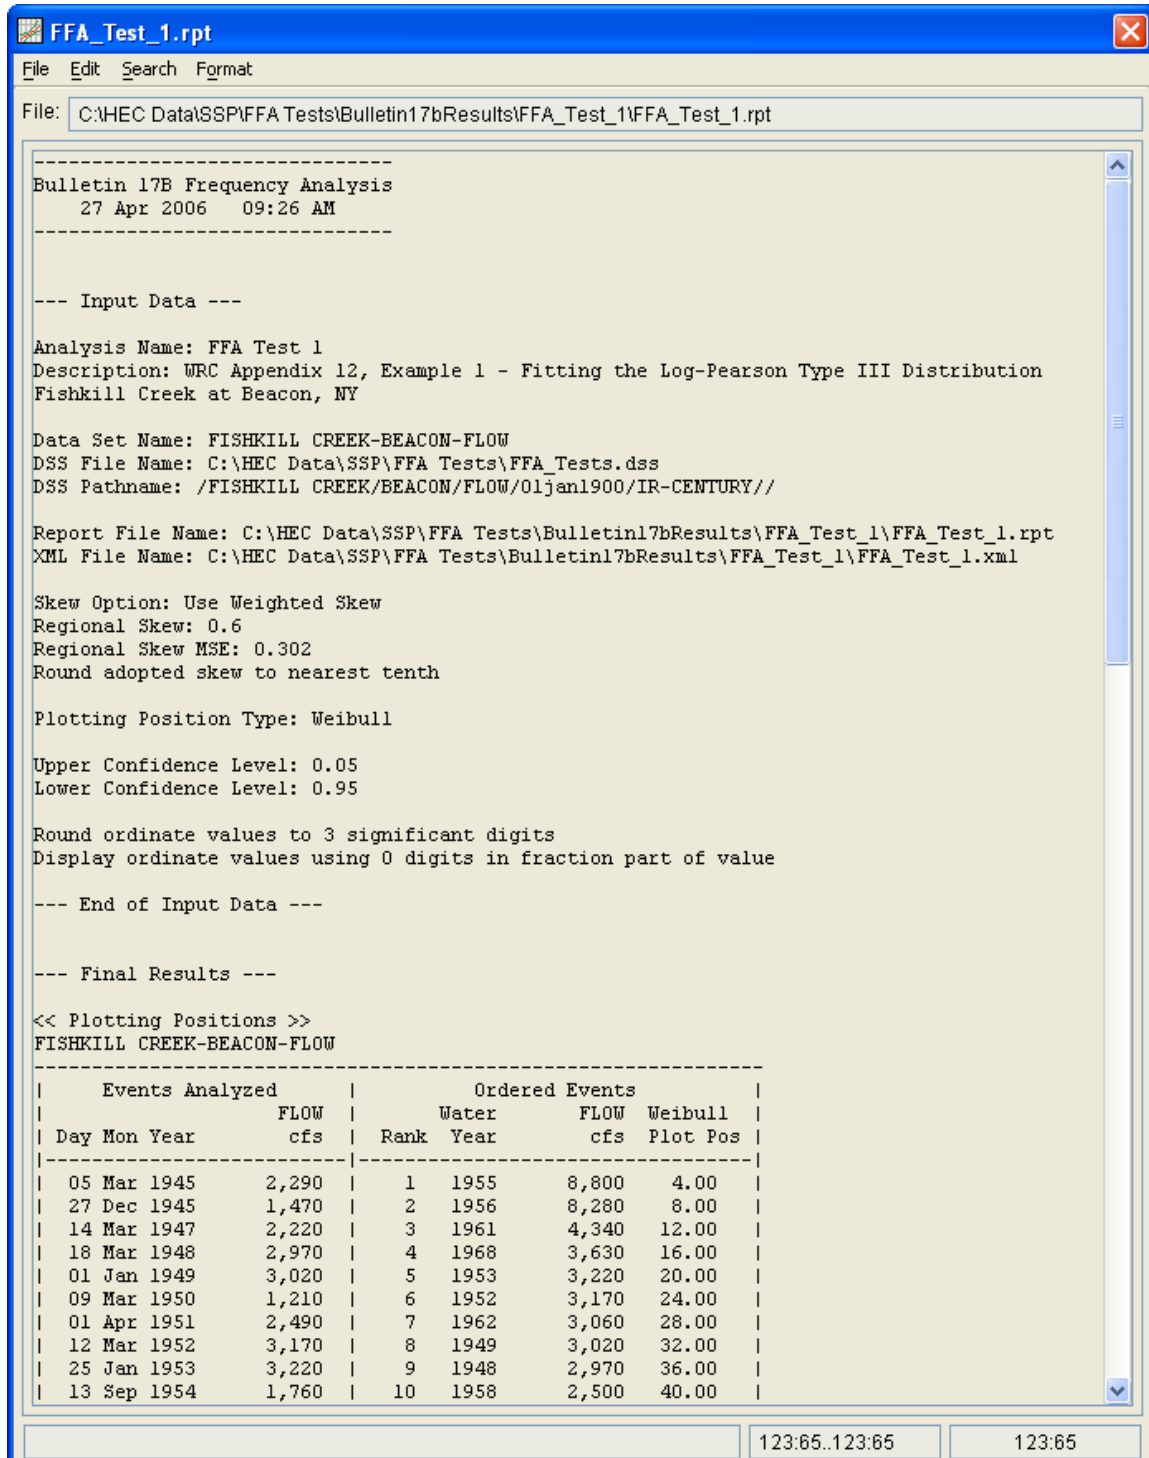 FFA_Test_1.rpt
File Edit Search Format
File: C:\HEC Data\SSP\FFA Tests\Bulletin17bResults\FFA_Test_1\FFA_Test_1.rpt
-------------------------------
Bulletin 17B Frequency Analysis
    27 Apr 2006   09:26 AM
-------------------------------
--- Input Data ---
Analysis Name: FFA Test 1
Description: WRC Appendix 12, Example 1 - Fitting the Log-Pearson Type III Distribution
Fishkill Creek at Beacon, NY
Data Set Name: FISHKILL CREEK-BEACON-FLOW
DSS File Name: C:\HEC Data\SSP\FFA Tests\FFA_Tests.dss
DSS Pathname: /FISHKILL CREEK/BEACON/FLOW/01jan1900/IR-CENTURY//
Report File Name: C:\HEC Data\SSP\FFA Tests\Bulletin17bResults\FFA_Test_1\FFA_Test_1.rpt
XML File Name: C:\HEC Data\SSP\FFA Tests\Bulletin17bResults\FFA_Test_1\FFA_Test_1.xml
Skew Option: Use Weighted Skew
Regional Skew: 0.6
Regional Skew MSE: 0.302
Round adopted skew to nearest tenth
Plotting Position Type: Weibull
Upper Confidence Level: 0.05
Lower Confidence Level: 0.95
Round ordinate values to 3 significant digits
Display ordinate values using 0 digits in fraction part of value
--- End of Input Data ---
--- Final Results ---
<< Plotting Positions >>
FISHKILL CREEK-BEACON-FLOW
---------------------------------------------------------------
|     Events Analyzed      |          Ordered Events          |
|                    FLOW  |       Water       FLOW  Weibull  |
| Day Mon Year        cfs  |  Rank  Year        cfs  Plot Pos |
|--------------------------|----------------------------------|
|  05 Mar 1945      2,290  |    1   1955      8,800    4.00   |
|  27 Dec 1945      1,470  |    2   1956      8,280    8.00   |
|  14 Mar 1947      2,220  |    3   1961      4,340   12.00   |
|  18 Mar 1948      2,970  |    4   1968      3,630   16.00   |
|  01 Jan 1949      3,020  |    5   1953      3,220   20.00   |
|  09 Mar 1950      1,210  |    6   1952      3,170   24.00   |
|  01 Apr 1951      2,490  |    7   1962      3,060   28.00   |
|  12 Mar 1952      3,170  |    8   1949      3,020   32.00   |
|  25 Jan 1953      3,220  |    9   1948      2,970   36.00   |
|  13 Sep 1954      1,760  |   10   1958      2,500   40.00   |
123:65..123:65 123:65